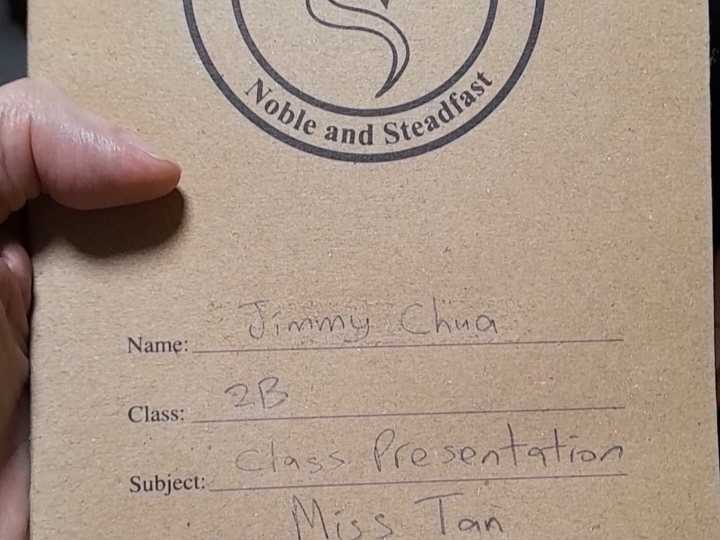 Noble and Steadfast
Name: Jimmy Chua
Class: 2B
Subject: Class Presentation
Miss Tan